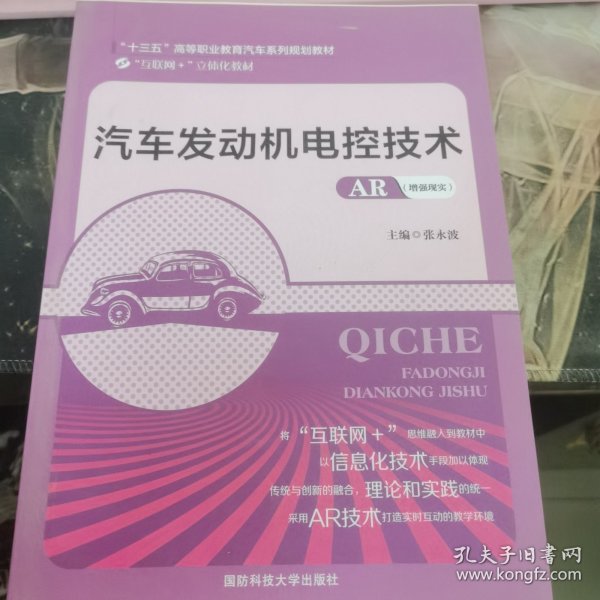 “十三五”高等职业教育汽车系列规划教材
“互联网+”立体化教材
汽车发动机电控技术
AR（增强现实）
主编◎张永波
QICHE
FADONGJI
DIANKONG JISHU
将“互联网+”思维融入到教材中
以信息化技术手段加以体现
传统与创新的融合，理论和实践的统一
采用AR技术打造实时互动的教学环境
国防科技大学出版社
孔夫子旧书网
www.kongfz.com